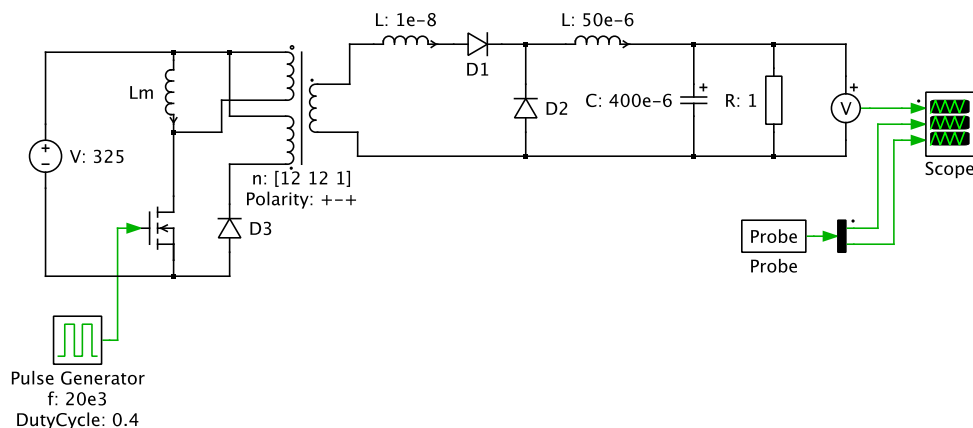 L: 1e-8
L: 50e-6
D1
Lm
D2
C: 400e-6
+
R: 1
+
V
V: 325
+
−
n: [12 12 1]
Polarity: +-+
Scope
D3
Probe
Probe
Pulse Generator
f: 20e3
DutyCycle: 0.4